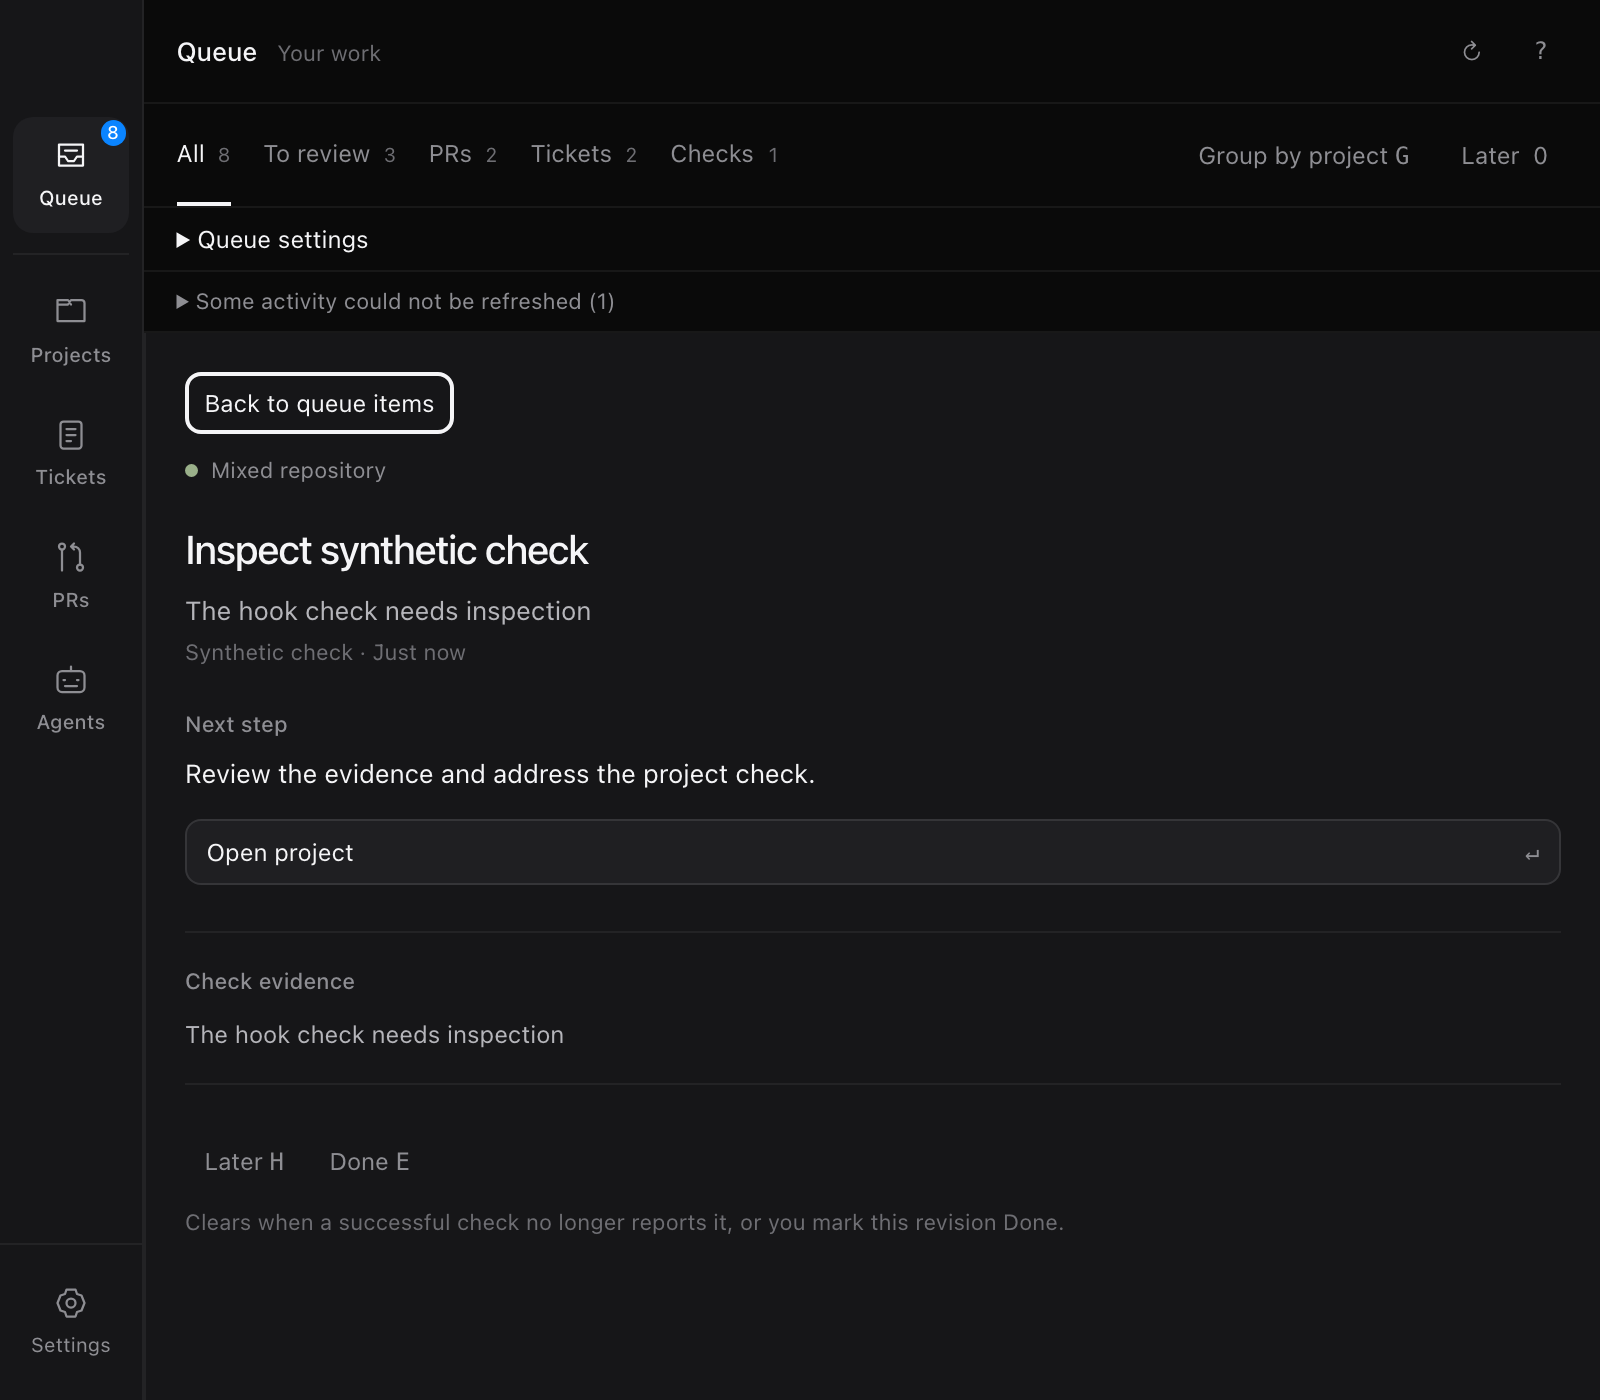 Queue Your work ?
8
Queue
Projects
Tickets
PRs
Agents
Settings
All 8 To review 3 PRs 2 Tickets 2 Checks 1 Group by project G Later 0
Queue settings
Some activity could not be refreshed (1)
Back to queue items
Mixed repository
Inspect synthetic check
The hook check needs inspection
Synthetic check · Just now
Next step
Review the evidence and address the project check.
Open project ↵
Check evidence
The hook check needs inspection
Later H Done E
Clears when a successful check no longer reports it, or you mark this revision Done.